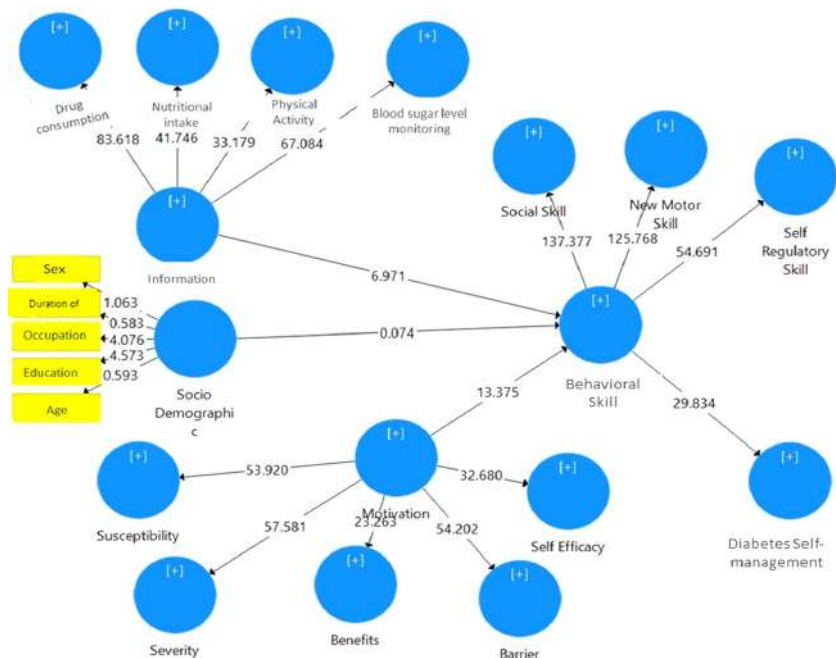 [+]
[+]
[+]
[+]
Drug
consumption
Nutritional
intake
Physical
Activity
Blood sugar level
monitoring
83.618
41.746
33.179
67.084
[+]
Information
[+]
Social Skill
[+]
New Motor
Skill
[+]
Self
Regulatory
Skill
137.377
125.768
54.691
6.971
Sex
Duration of
Occupation
Education
Age
1.063
0.583
4.076
4.573
0.593
Socio
Demographi
c
0.074
[+]
Behavioral
Skill
13.375
29.834
[+]
Motivation
53.920
57.581
23.263
54.202
32.680
[+]
Susceptibility
[+]
Severity
[+]
Benefits
[+]
Barrier
[+]
Self Efficacy
[+]
Diabetes Self-
management